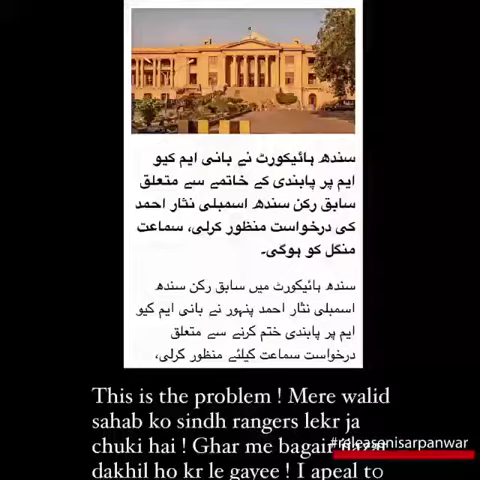 سندھ ہائیکورٹ نے بانی ایم کیو
ایم پر پابندی کے خاتمے سے متعلق
سابق رکن سندھ اسمبلی نثار احمد
کی درخواست منظور کرلی، سماعت
منگل کو ہوگی۔
سندھ ہائیکورٹ میں سابق رکن سندھ
اسمبلی نثار احمد پنہور نے بانی ایم کیو
ایم پر پابندی ختم کرنے سے متعلق
درخواست سماعت کیلئے منظور کرلی،
This is the problem ! Mere walid
sahab ko sindh rangers lekr ja
chuki hai ! Ghar me bagair
#releasenisarpanwar
dakhil ho kr le gayee ! I apeal to